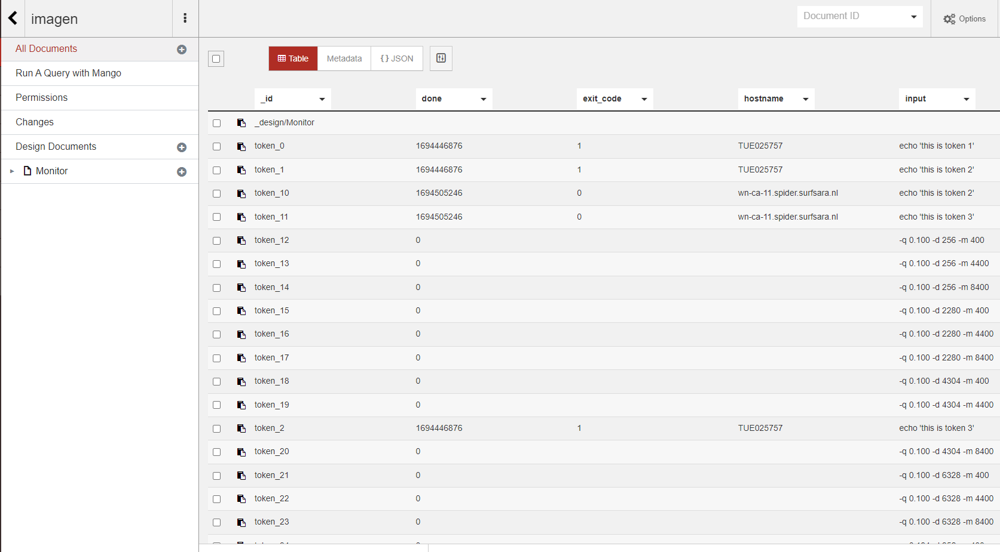 imagen
Document ID
Options
All Documents
Run A Query with Mango
Permissions
Changes
Design Documents
Monitor
Table Metadata {} JSON
_id done exit_code hostname input
_design/Monitor
token_0 1694446876 1 TUE025757 echo 'this is token 1'
token_1 1694446876 1 TUE025757 echo 'this is token 2'
token_10 1694505246 0 wn-ca-11.spider.surfsara.nl echo 'this is token 2'
token_11 1694505246 0 wn-ca-11.spider.surfsara.nl echo 'this is token 3'
token_12 0 -q 0.100 -d 256 -m 400
token_13 0 -q 0.100 -d 256 -m 4400
token_14 0 -q 0.100 -d 256 -m 8400
token_15 0 -q 0.100 -d 2280 -m 400
token_16 0 -q 0.100 -d 2280 -m 4400
token_17 0 -q 0.100 -d 2280 -m 8400
token_18 0 -q 0.100 -d 4304 -m 400
token_19 0 -q 0.100 -d 4304 -m 4400
token_2 1694446876 1 TUE025757 echo 'this is token 3'
token_20 0 -q 0.100 -d 4304 -m 8400
token_21 0 -q 0.100 -d 6328 -m 400
token_22 0 -q 0.100 -d 6328 -m 4400
token_23 0 -q 0.100 -d 6328 -m 8400